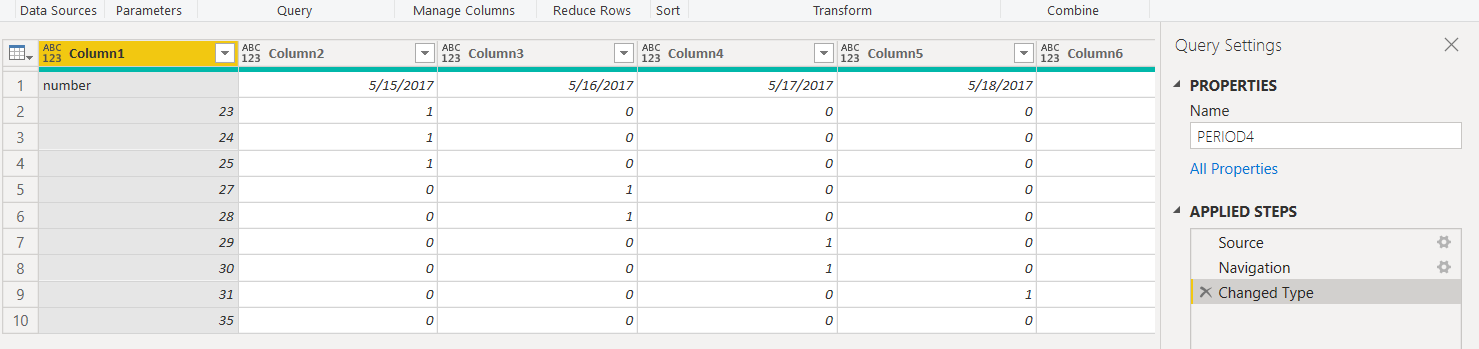 Data Sources Parameters Query Manage Columns Reduce Rows Sort Transform Combine
ABC 123 Column1 ABC 123 Column2 ABC 123 Column3 ABC 123 Column4 ABC 123 Column5 ABC 123 Column6
1 number 5/15/2017 5/16/2017 5/17/2017 5/18/2017
2 23 1 0 0 0
3 24 1 0 0 0
4 25 1 0 0 0
5 27 0 1 0 0
6 28 0 1 0 0
7 29 0 0 1 0
8 30 0 0 1 0
9 31 0 0 0 1
10 35 0 0 0 0
Query Settings
PROPERTIES
Name
PERIOD4
All Properties
APPLIED STEPS
Source
Navigation
Changed Type